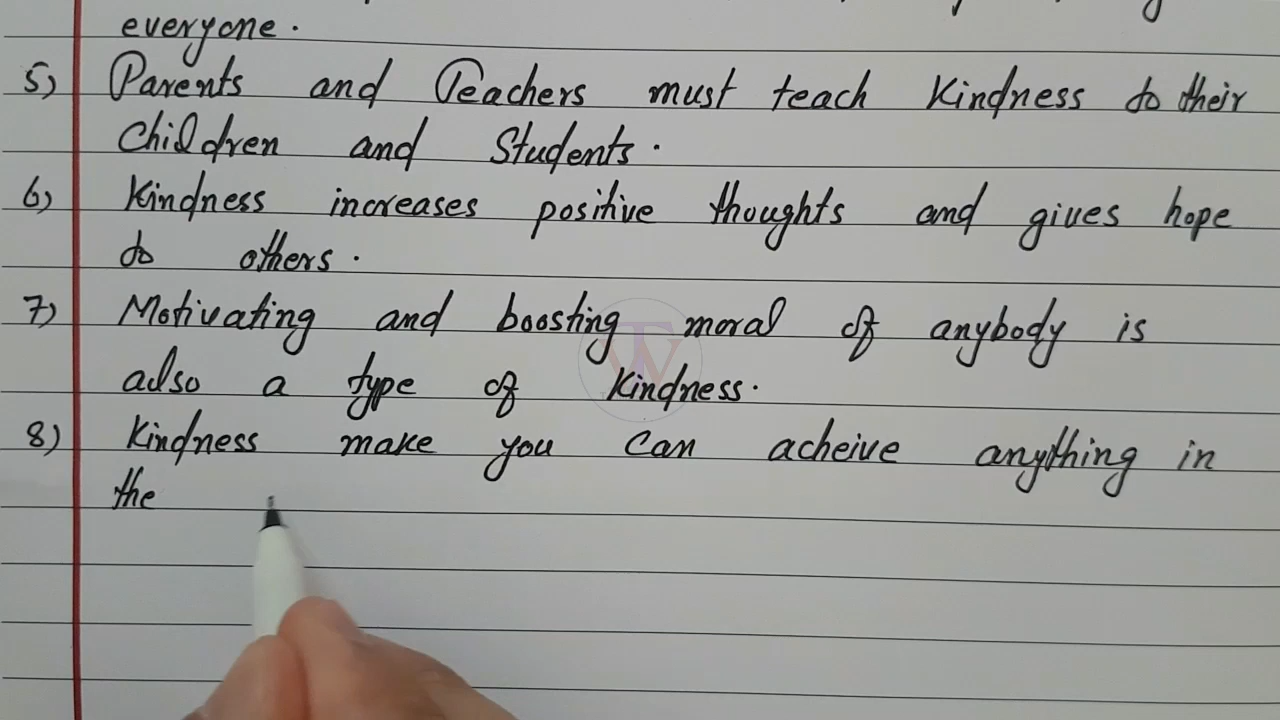 everyone.
5) Parents and Teachers must teach Kindness to their
Children and Students.
6) Kindness increases positive thoughts and gives hope
to others.
7) Motivating and boosting moral of anybody is
also a type of Kindness.
8) Kindness make you can acheive anything in
the